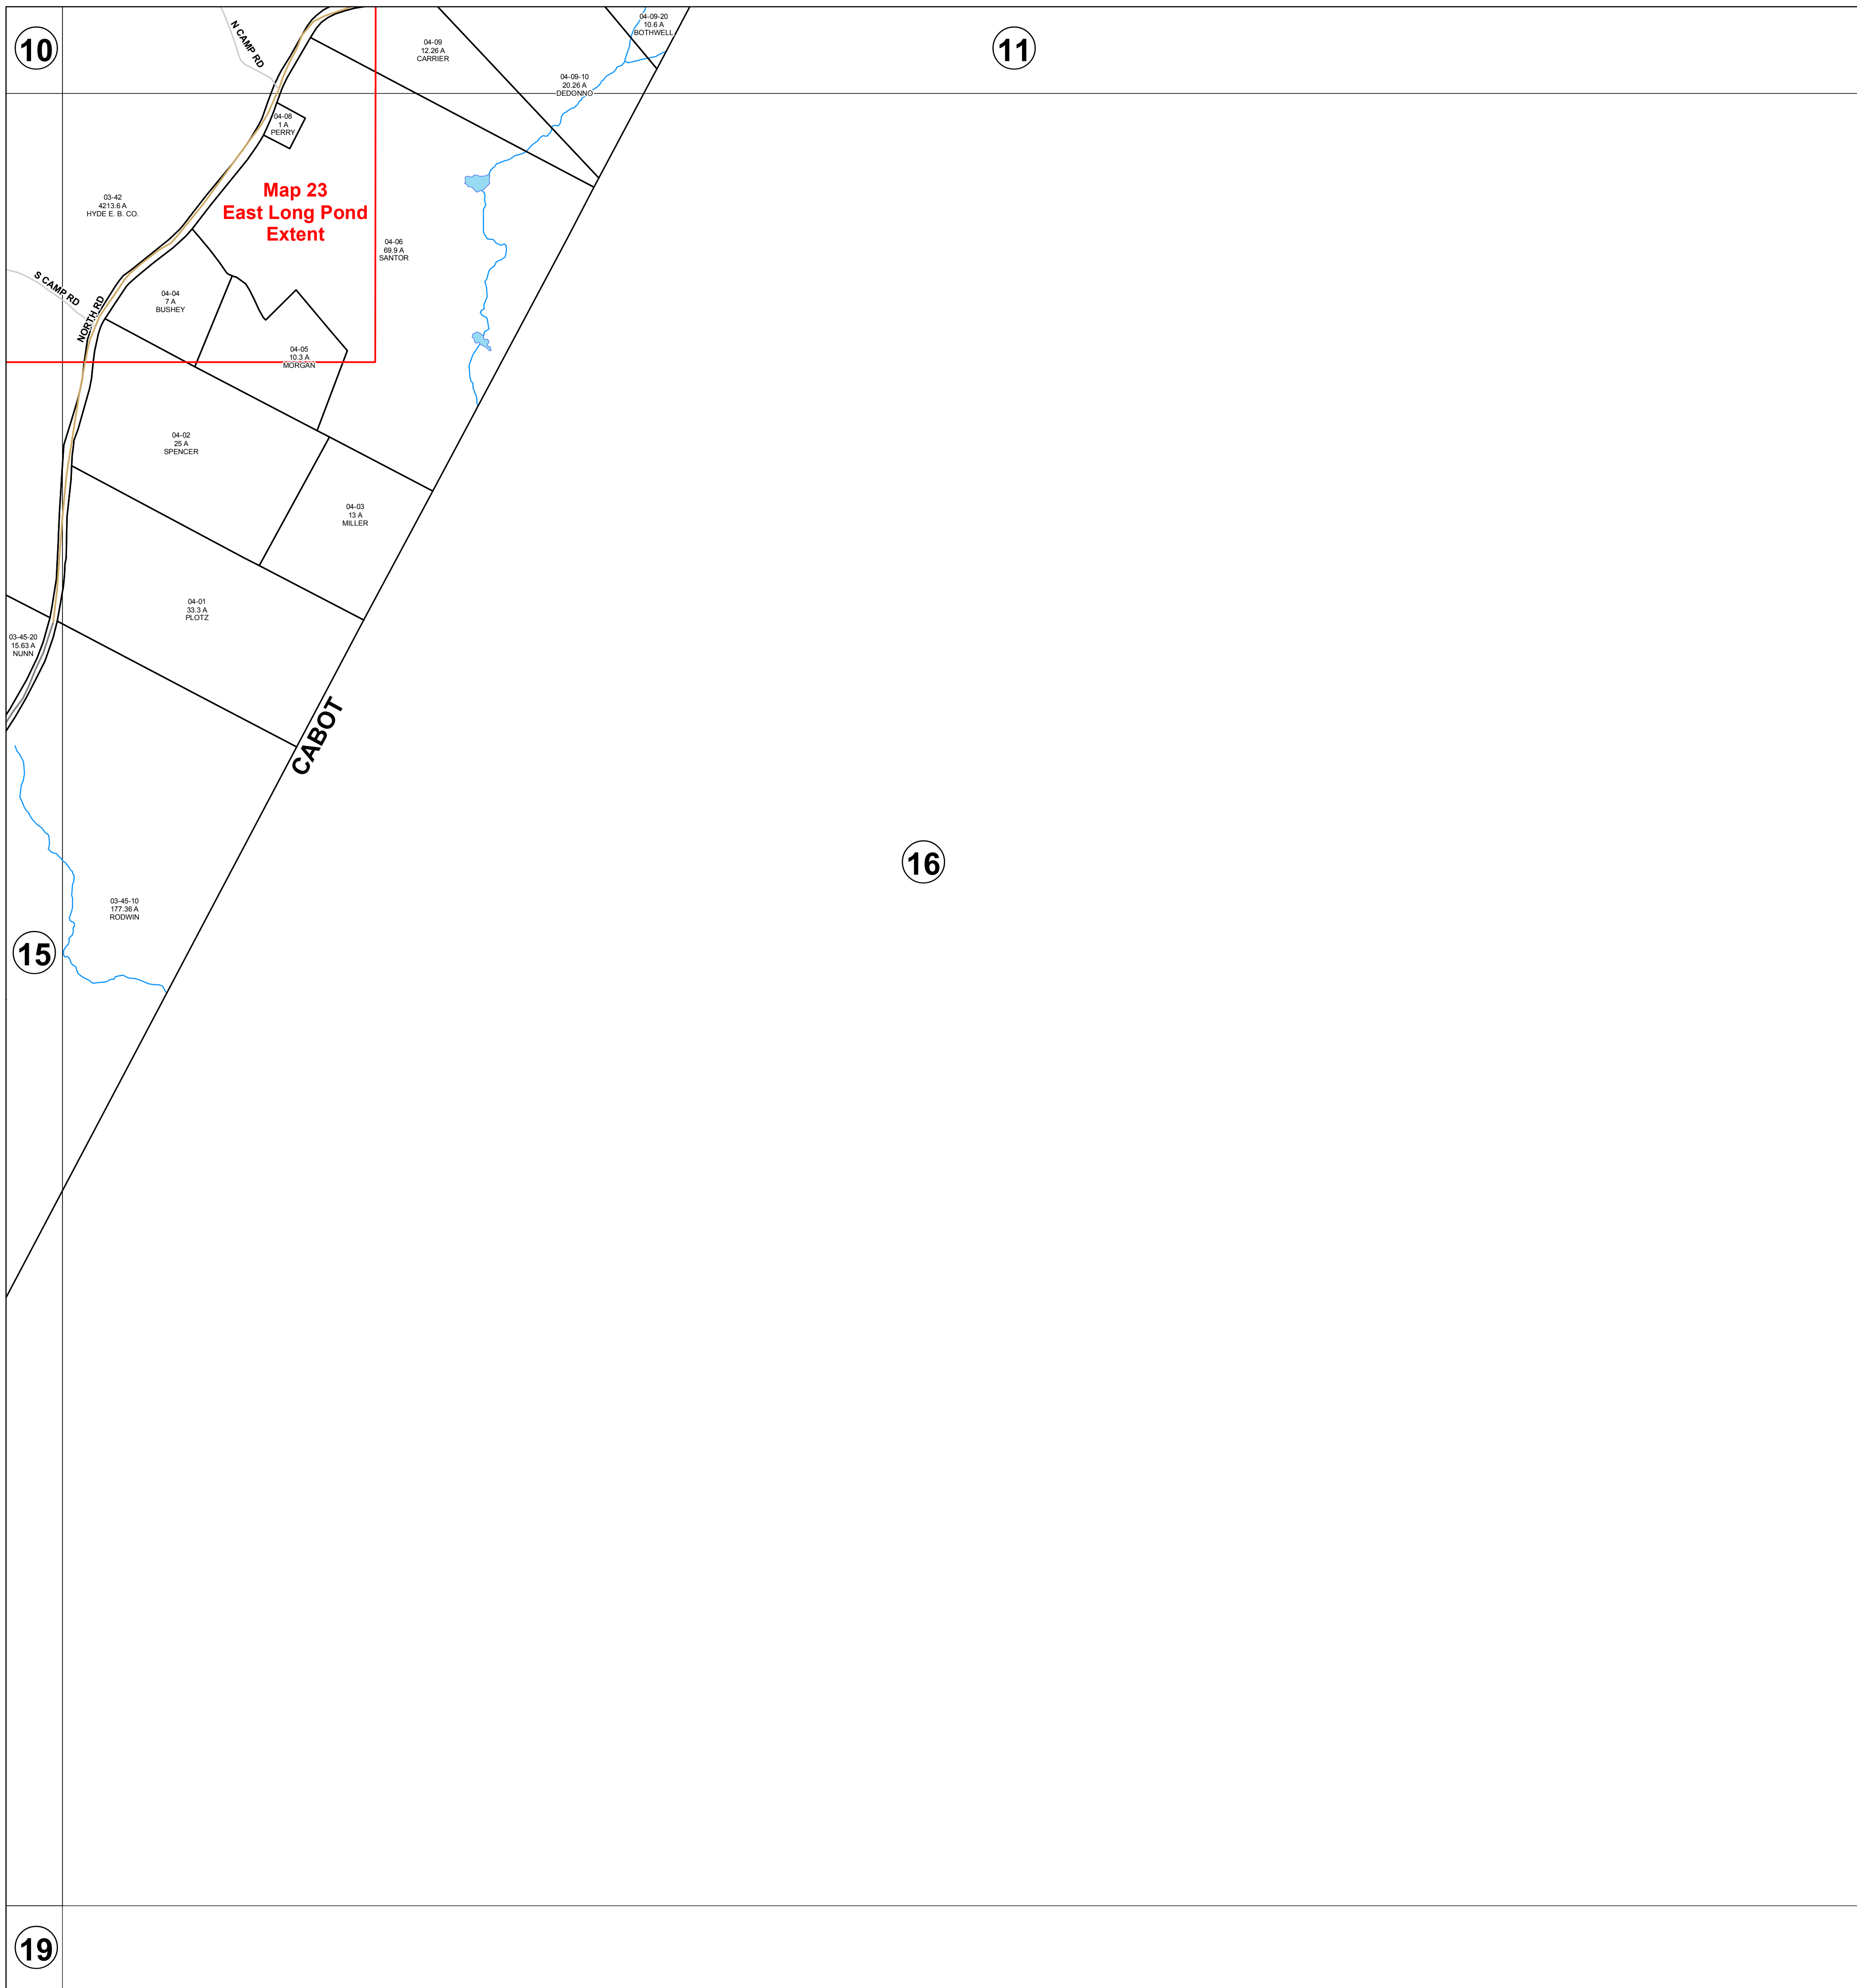 10
N CAMP RD
04-09
12.26 A
CARRIER
04-09-20
10.6 A
BOTHWELL
04-09-10
20.26 A
DEDONNO
11
04-08
1 A
PERRY
03-42
4213.6 A
HYDE E. B. CO.
Map 23
East Long Pond
Extent
04-06
69.9 A
SANTOR
S CAMP RD
NORTH RD
04-04
7 A
BUSHEY
04-05
10.3 A
MORGAN
04-02
25 A
SPENCER
04-03
13 A
MILLER
04-01
33.3 A
PLOTZ
03-45-20
15.63 A
NUNN
CABOT
16
03-45-10
177.36 A
RODWIN
15
19